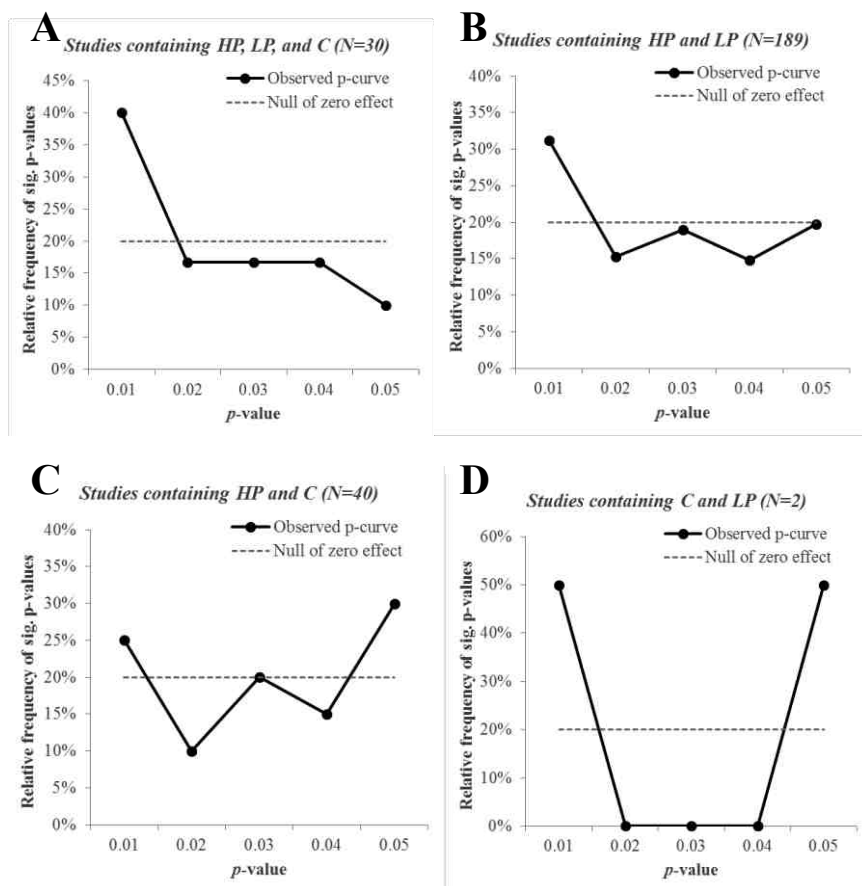 A
Studies containing HP, LP, and C (N=30)
Relative frequency of sig. p-values
45%
40%
35%
30%
25%
20%
15%
10%
5%
0%
Observed p-curve
Null of zero effect
0.01 0.02 0.03 0.04 0.05
p-value
B
Studies containing HP and LP (N=189)
Relative frequency of sig. p-values
40%
35%
30%
25%
20%
15%
10%
5%
0%
Observed p-curve
Null of zero effect
0.01 0.02 0.03 0.04 0.05
p-value
C
Studies containing HP and C (N=40)
Relative frequency of sig. p-values
40%
35%
30%
25%
20%
15%
10%
5%
0%
Observed p-curve
Null of zero effect
0.01 0.02 0.03 0.04 0.05
p-value
D
Studies containing C and LP (N=2)
Relative frequency of sig. p-values
60%
50%
40%
30%
20%
10%
0%
Observed p-curve
Null of zero effect
0.01 0.02 0.03 0.04 0.05
p-value